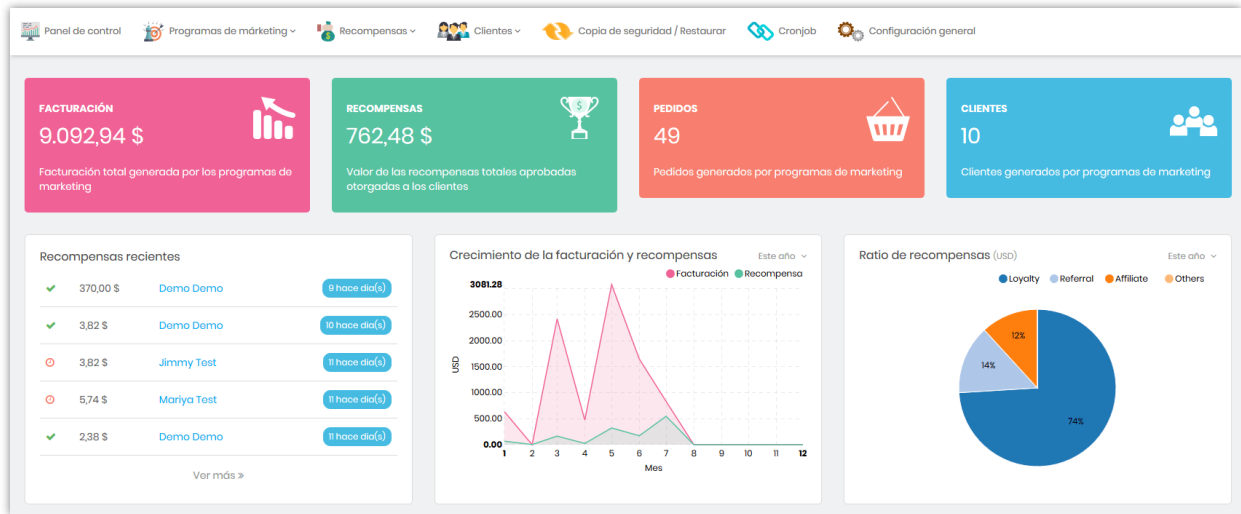 Panel de control
Programas de márketing
Recompensas
Clientes
Copia de seguridad / Restaurar
Cronjob
Configuración general
FACTURACIÓN
9.092,94 $
Facturación total generada por los programas de
marketing
RECOMPENSAS
762,48 $
Valor de las recompensas totales aprobadas
otorgadas a los clientes
PEDIDOS
49
Pedidos generados por programas de marketing
CLIENTES
10
Clientes generados por programas de marketing
Recompensas recientes
370,00 $ Demo Demo 9 hace dia(s)
3,82 $ Demo Demo 10 hace dia(s)
3,82 $ Jimmy Test 11 hace dia(s)
5,74 $ Mariya Test 11 hace dia(s)
2,38 $ Demo Demo 11 hace dia(s)
Ver más »
Crecimiento de la facturación y recompensas
Este año
Facturación Recompensa
3081.28
2500.00
2000.00
1500.00
1000.00
500.00
0.00
USD
1 2 3 4 5 6 7 8 9 10 11 12
Mes
Ratio de recompensas (USD)
Este año
Loyalty Referral Affiliate Others
12%
14%
74%